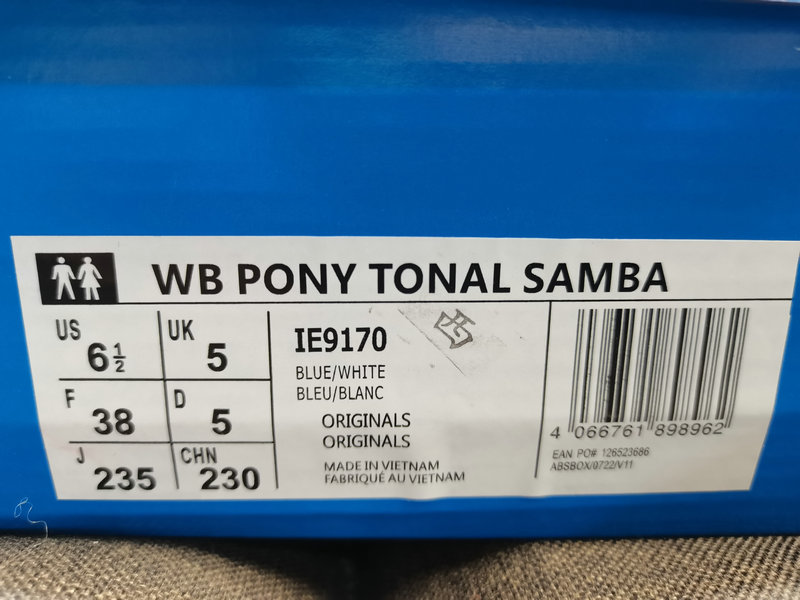 WB PONY TONAL SAMBA
US 6½ UK 5
F 38 D 5
J 235 CHN 230
IE9170
BLUE/WHITE
BLEU/BLANC
ORIGINALS
ORIGINALS
MADE IN VIETNAM
FABRIQUÉ AU VIETNAM
4 066761 898962
EAN PO# 126523686
ABSBOX/0722/V11